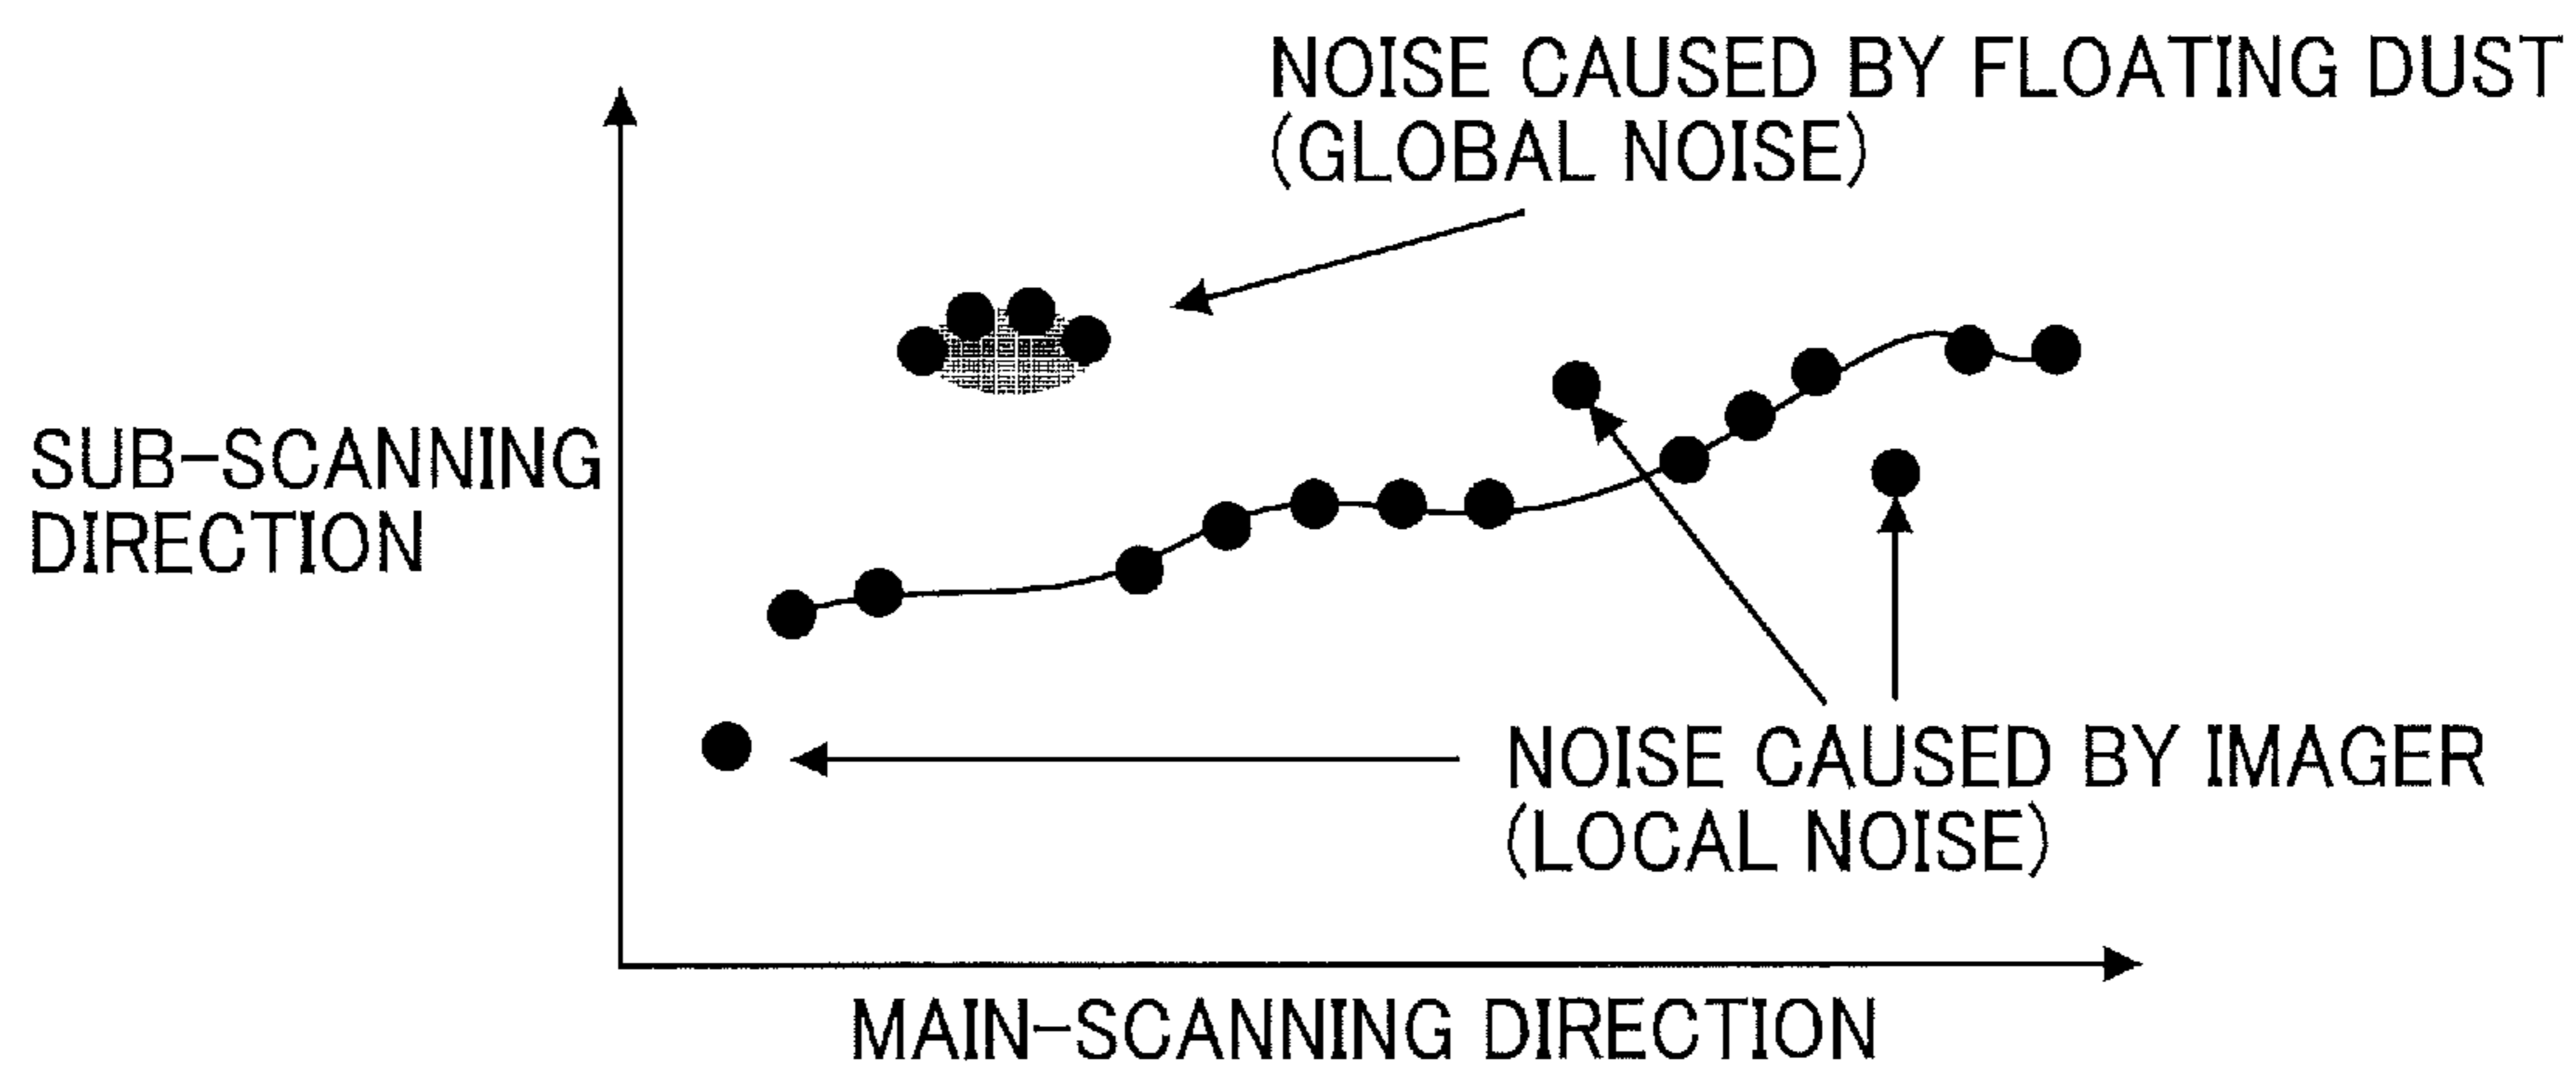 NOISE CAUSED BY FLOATING DUST
(GLOBAL NOISE)
SUB-SCANNING
DIRECTION
NOISE CAUSED BY IMAGER
(LOCAL NOISE)
MAIN-SCANNING DIRECTION